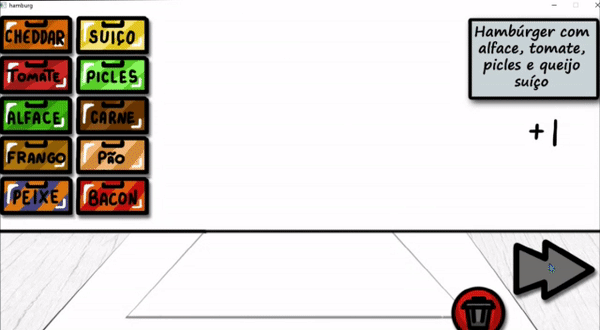 hamburg
CHEDDAR
SUIÇO
TOMATE
PICLES
ALFACE
CARNE
FRANGO
PÃO
PEIXE
BACON
Hambúrger com
alface, tomate,
picles e queijo
suíço
+1